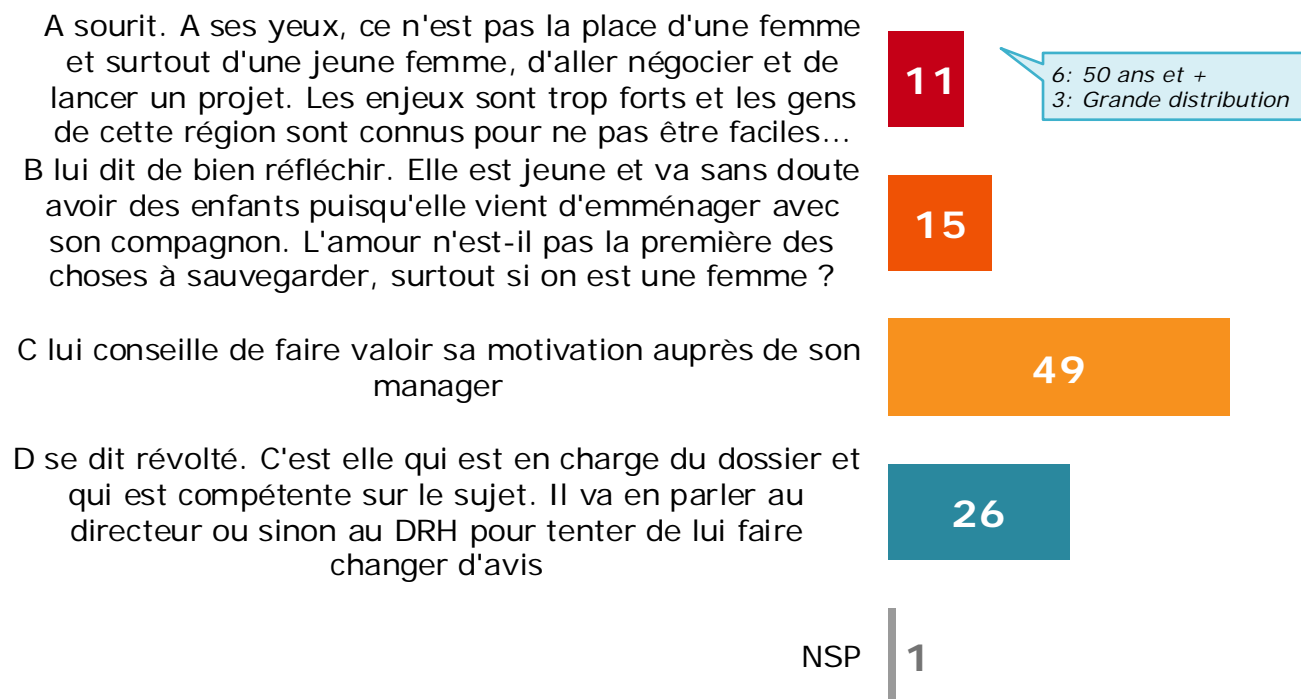 A sourit. A ses yeux, ce n'est pas la place d'une femme
et surtout d'une jeune femme, d'aller négocier et de
lancer un projet. Les enjeux sont trop forts et les gens
de cette région sont connus pour ne pas être faciles...
11
6: 50 ans et +
3: Grande distribution
B lui dit de bien réfléchir. Elle est jeune et va sans doute
avoir des enfants puisqu'elle vient d'emménager avec
son compagnon. L'amour n'est-il pas la première des
choses à sauvegarder, surtout si on est une femme ?
15
C lui conseille de faire valoir sa motivation auprès de son
manager
49
D se dit révolté. C'est elle qui est en charge du dossier et
qui est compétente sur le sujet. Il va en parler au
directeur ou sinon au DRH pour tenter de lui faire
changer d'avis
26
NSP
1